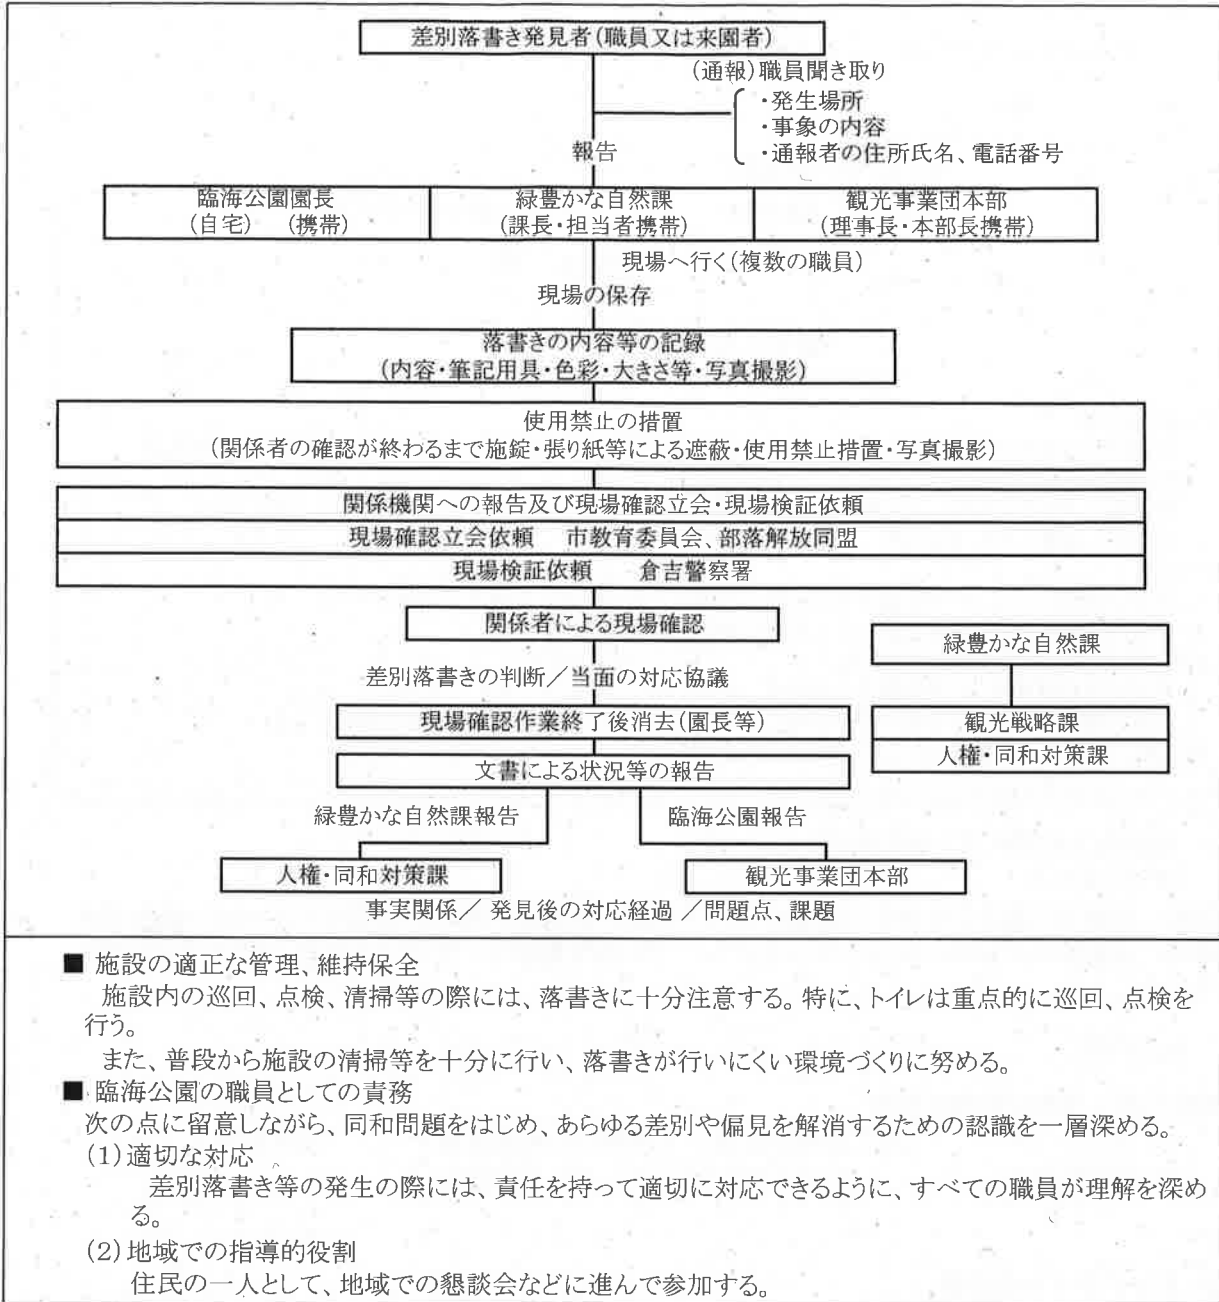 差別落書き発見者(職員又は来園者)
(通報)職員聞き取り
・発生場所
・事象の内容
・通報者の住所氏名、電話番号
報告
臨海公園園長
(自宅) (携帯)
緑豊かな自然課
(課長・担当者携帯)
観光事業団本部
(理事長・本部長携帯)
現場へ行く(複数の職員)
現場の保存
落書きの内容等の記録
(内容・筆記用具・色彩・大きさ等・写真撮影)
使用禁止の措置
(関係者の確認が終わるまで施錠・張り紙等による遮蔽・使用禁止措置・写真撮影)
関係機関への報告及び現場確認立会・現場検証依頼
現場確認立会依頼 市教育委員会、部落解放同盟
現場検証依頼 倉吉警察署
関係者による現場確認
差別落書きの判断/当面の対応協議
現場確認作業終了後消去(園長等)
文書による状況等の報告
緑豊かな自然課
観光戦略課
人権・同和対策課
緑豊かな自然課報告
臨海公園報告
人権・同和対策課
観光事業団本部
事実関係/ 発見後の対応経過 /問題点、課題
■ 施設の適正な管理、維持保全
施設内の巡回、点検、清掃等の際には、落書きに十分注意する。特に、トイレは重点的に巡回、点検を
行う。
また、普段から施設の清掃等を十分に行い、落書きが行いにくい環境づくりに努める。
■ 臨海公園の職員としての責務
次の点に留意しながら、同和問題をはじめ、あらゆる差別や偏見を解消するための認識を一層深める。
(1)適切な対応
差別落書き等の発生の際には、責任を持って適切に対応できるように、すべての職員が理解を深め
る。
(2)地域での指導的役割
住民の一人として、地域での懇談会などに進んで参加する。